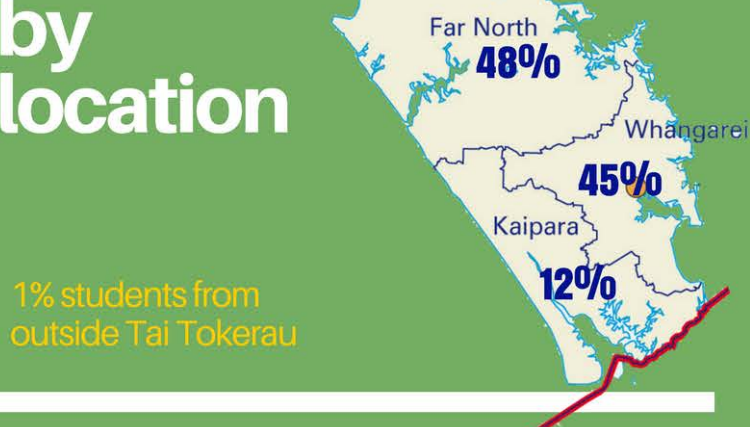 by
location
Far North
48%
Whangarei
45%
Kaipara
12%
1% students from
outside Tai Tokerau